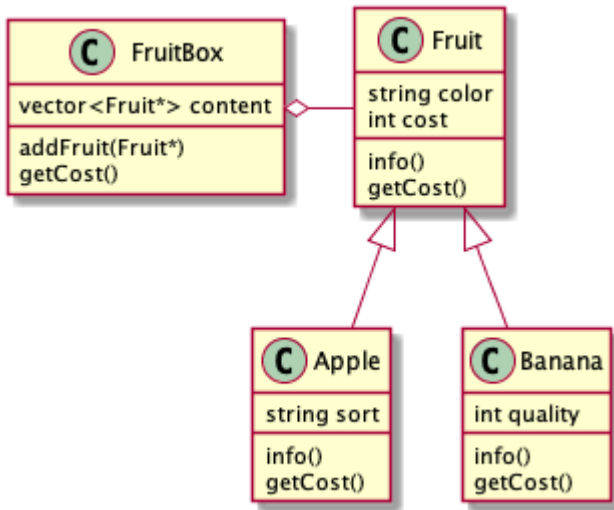 C FruitBox
vector<Fruit*> content
addFruit(Fruit*)
getCost()
C Fruit
string color
int cost
info()
getCost()
C Apple
string sort
info()
getCost()
C Banana
int quality
info()
getCost()